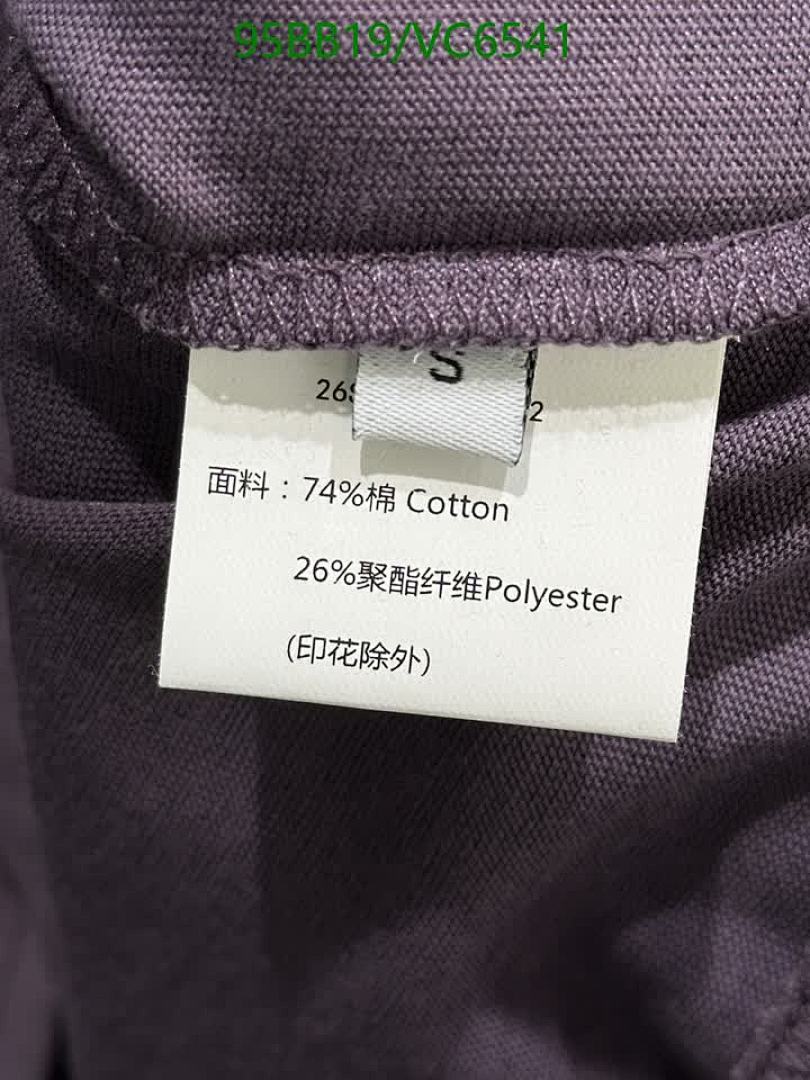 95BB19/VC6541
S
26S 2
面料：74%棉 Cotton
26%聚酯纤维Polyester
(印花除外)